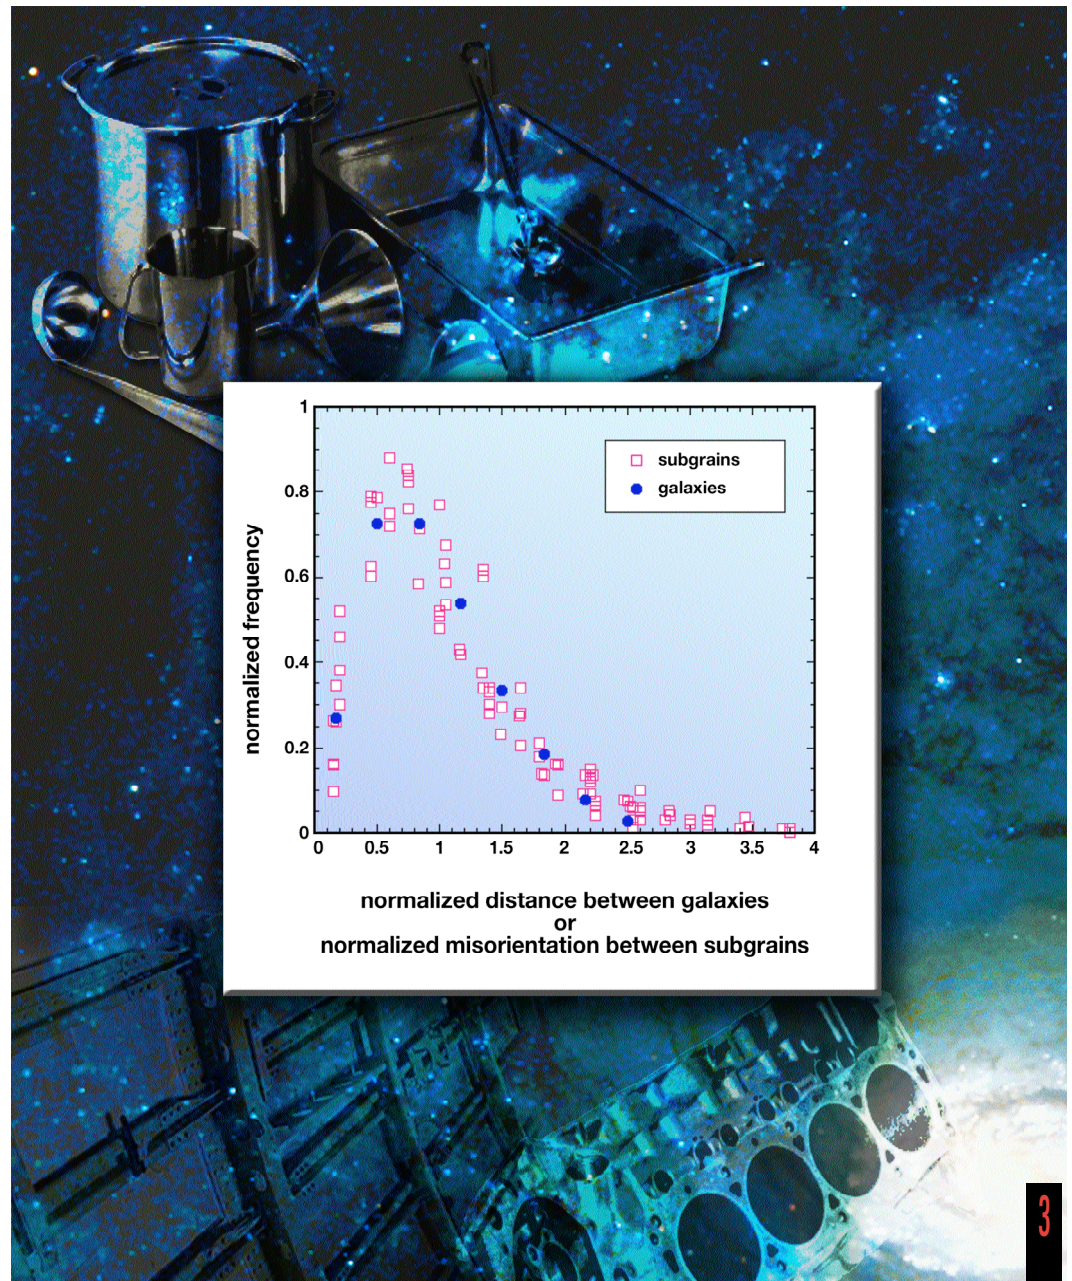 1
0.8
0.6
0.4
0.2
0
normalized frequency
subgrains
galaxies
0 0.5 1 1.5 2 2.5 3 3.5 4
normalized distance between galaxies
or
normalized misorientation between subgrains
3